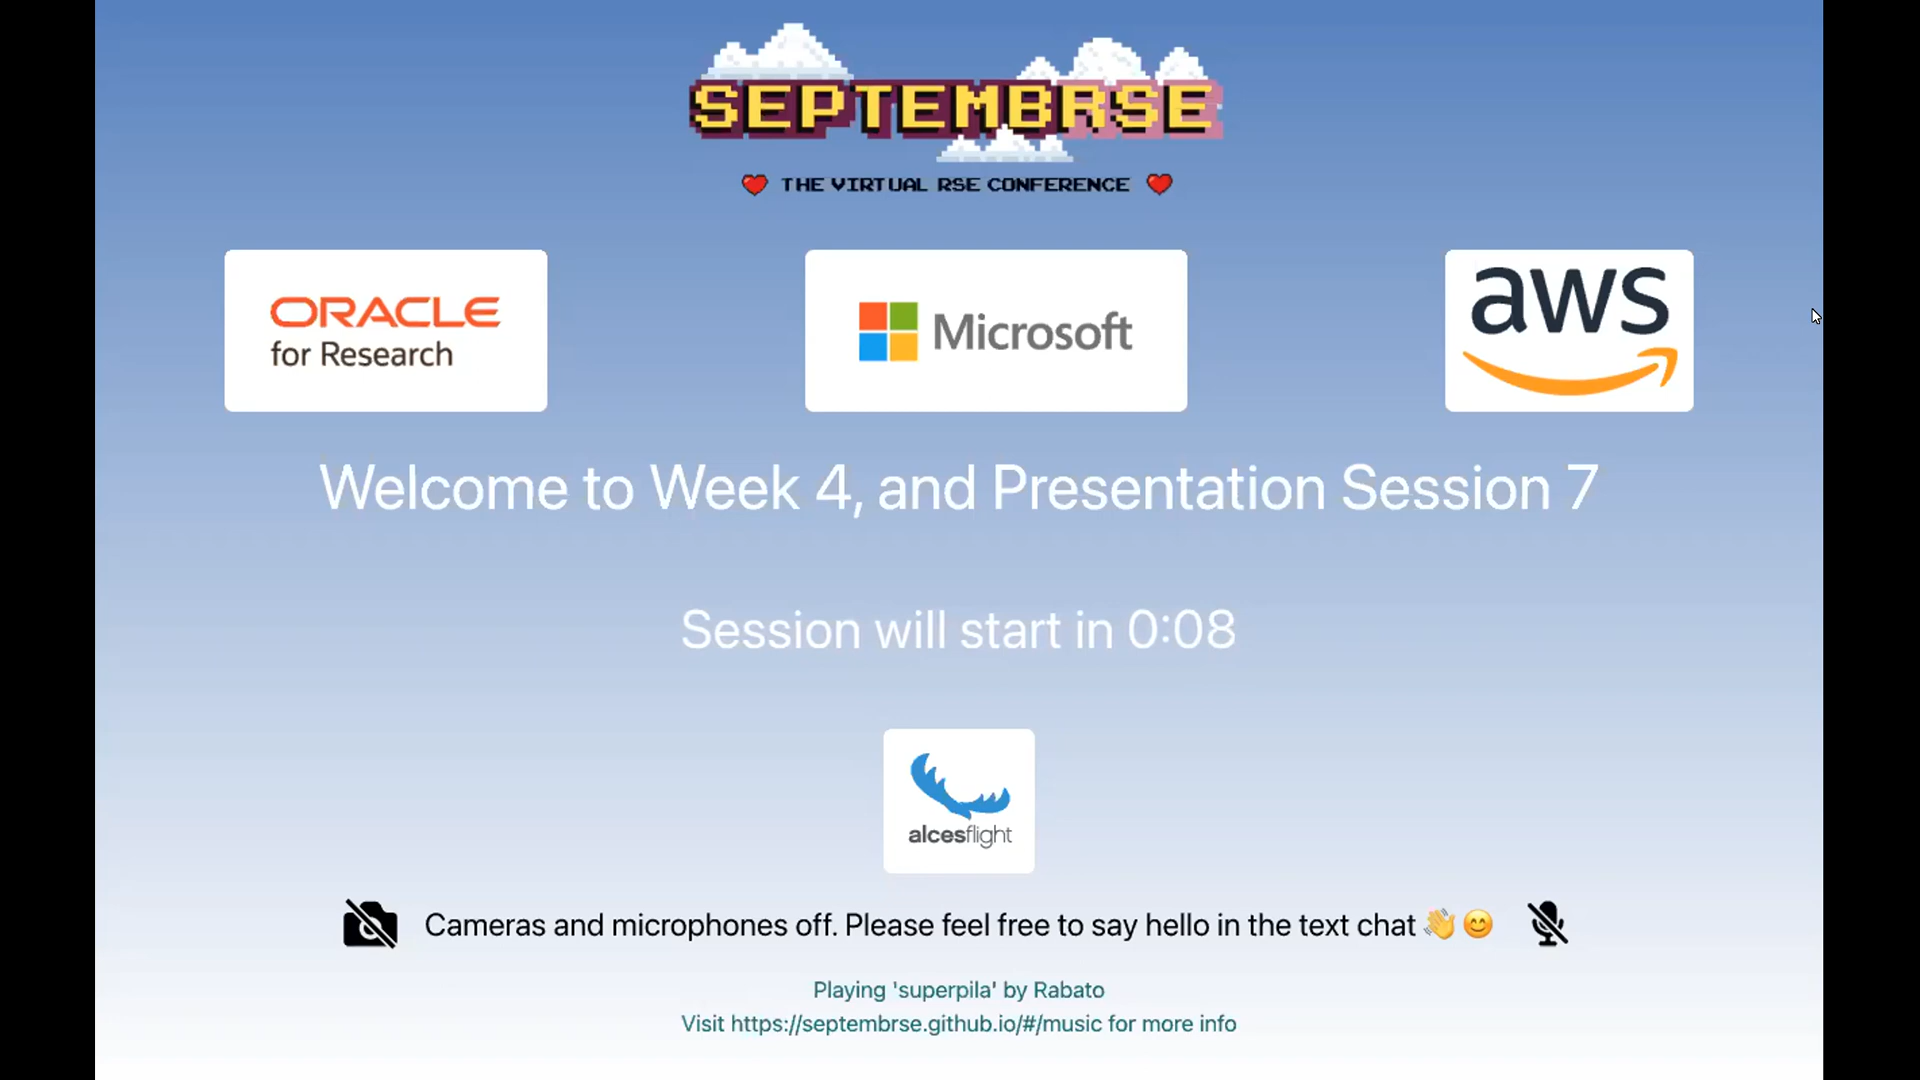 SEPTEMBRSE
THE VIRTUAL RSE CONFERENCE
ORACLE
for Research
Microsoft
aws
Welcome to Week 4, and Presentation Session 7
Session will start in 0:08
alcesflight
Cameras and microphones off. Please feel free to say hello in the text chat 👋 😊
Playing 'superpila' by Rabato
Visit https://septembrse.github.io/#/music for more info